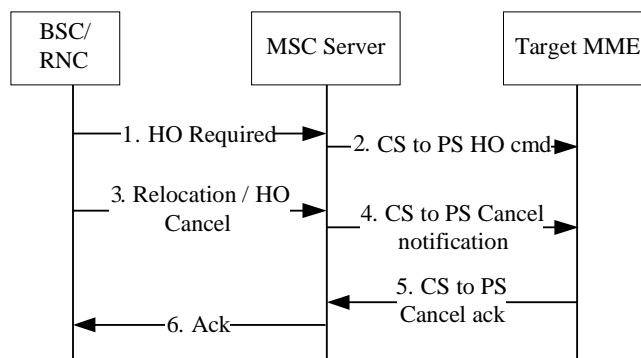 BSC/
RNC
MSC Server
Target MME
1. HO Required
2. CS to PS HO cmd
3. Relocation / HO
Cancel
4. CS to PS Cancel
notification
5. CS to PS
Cancel ack
6. Ack